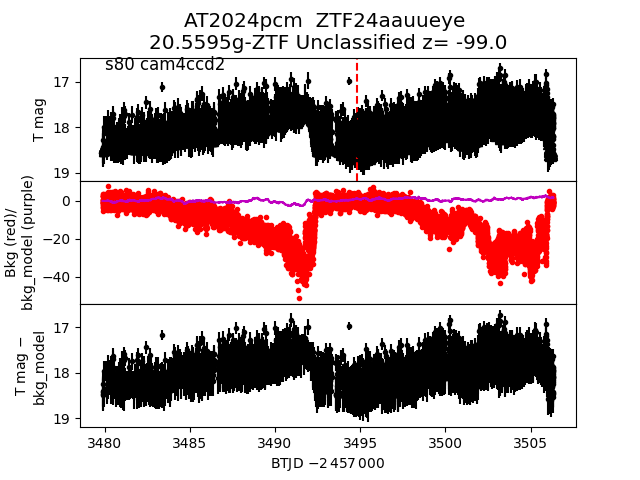 AT2024pcm ZTF24aauueye
20.5595g-ZTF Unclassified z= -99.0
s80 cam4ccd2
17
18
19
T mag
0
−20
−40
Bkg (red)/
bkg_model (purple)
17
18
19
T mag −
bkg_model
3480 3485 3490 3495 3500 3505
BTJD −2 457 000